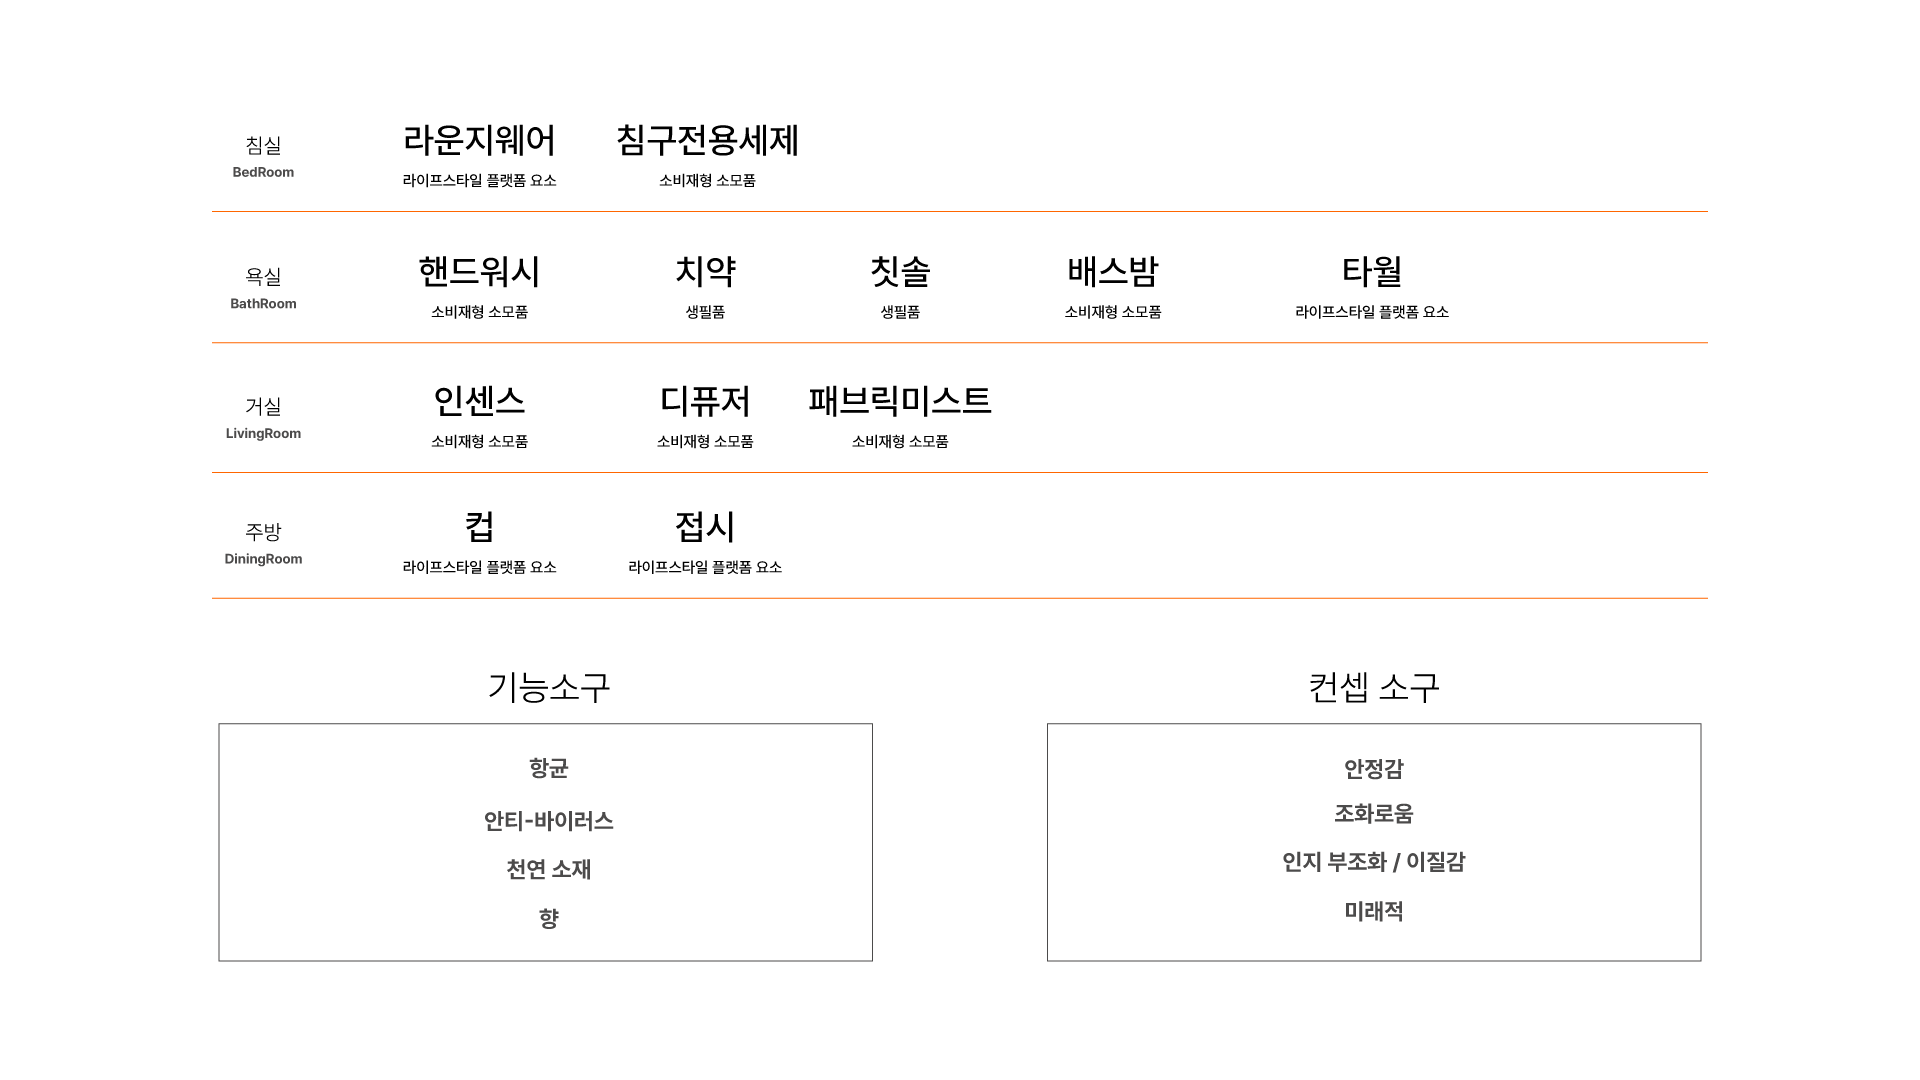 침실
BedRoom
라운지웨어
라이프스타일 플랫폼 요소
침구전용세제
소비재형 소모품
욕실
BathRoom
핸드워시
소비재형 소모품
치약
생필품
칫솔
생필품
배스밤
소비재형 소모품
타월
라이프스타일 플랫폼 요소
거실
LivingRoom
인센스
소비재형 소모품
디퓨저
소비재형 소모품
패브릭미스트
소비재형 소모품
주방
DiningRoom
컵
라이프스타일 플랫폼 요소
접시
라이프스타일 플랫폼 요소
기능소구
항균
안티-바이러스
천연 소재
향
컨셉 소구
안정감
조화로움
인지 부조화 / 이질감
미래적